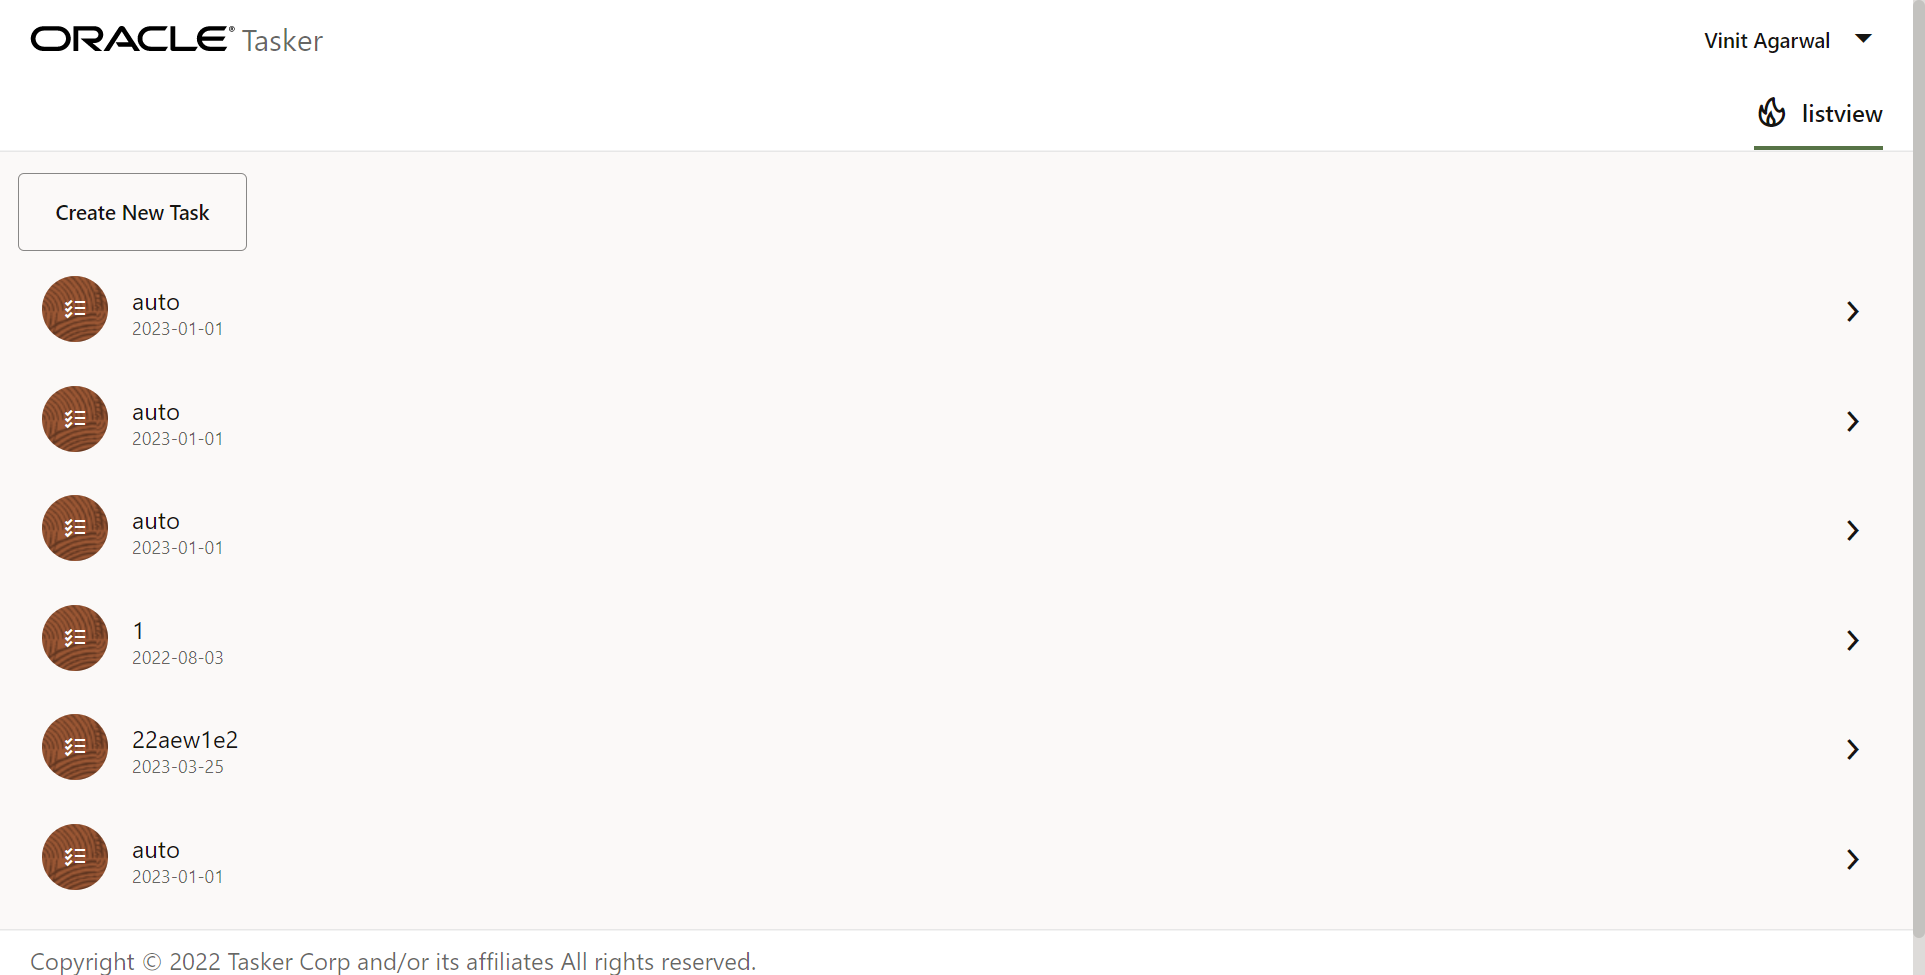 ORACLE® Tasker
Vinit Agarwal
listview
Create New Task
auto
2023-01-01
auto
2023-01-01
auto
2023-01-01
1
2022-08-03
22aew1e2
2023-03-25
auto
2023-01-01
Copyright © 2022 Tasker Corp and/or its affiliates All rights reserved.